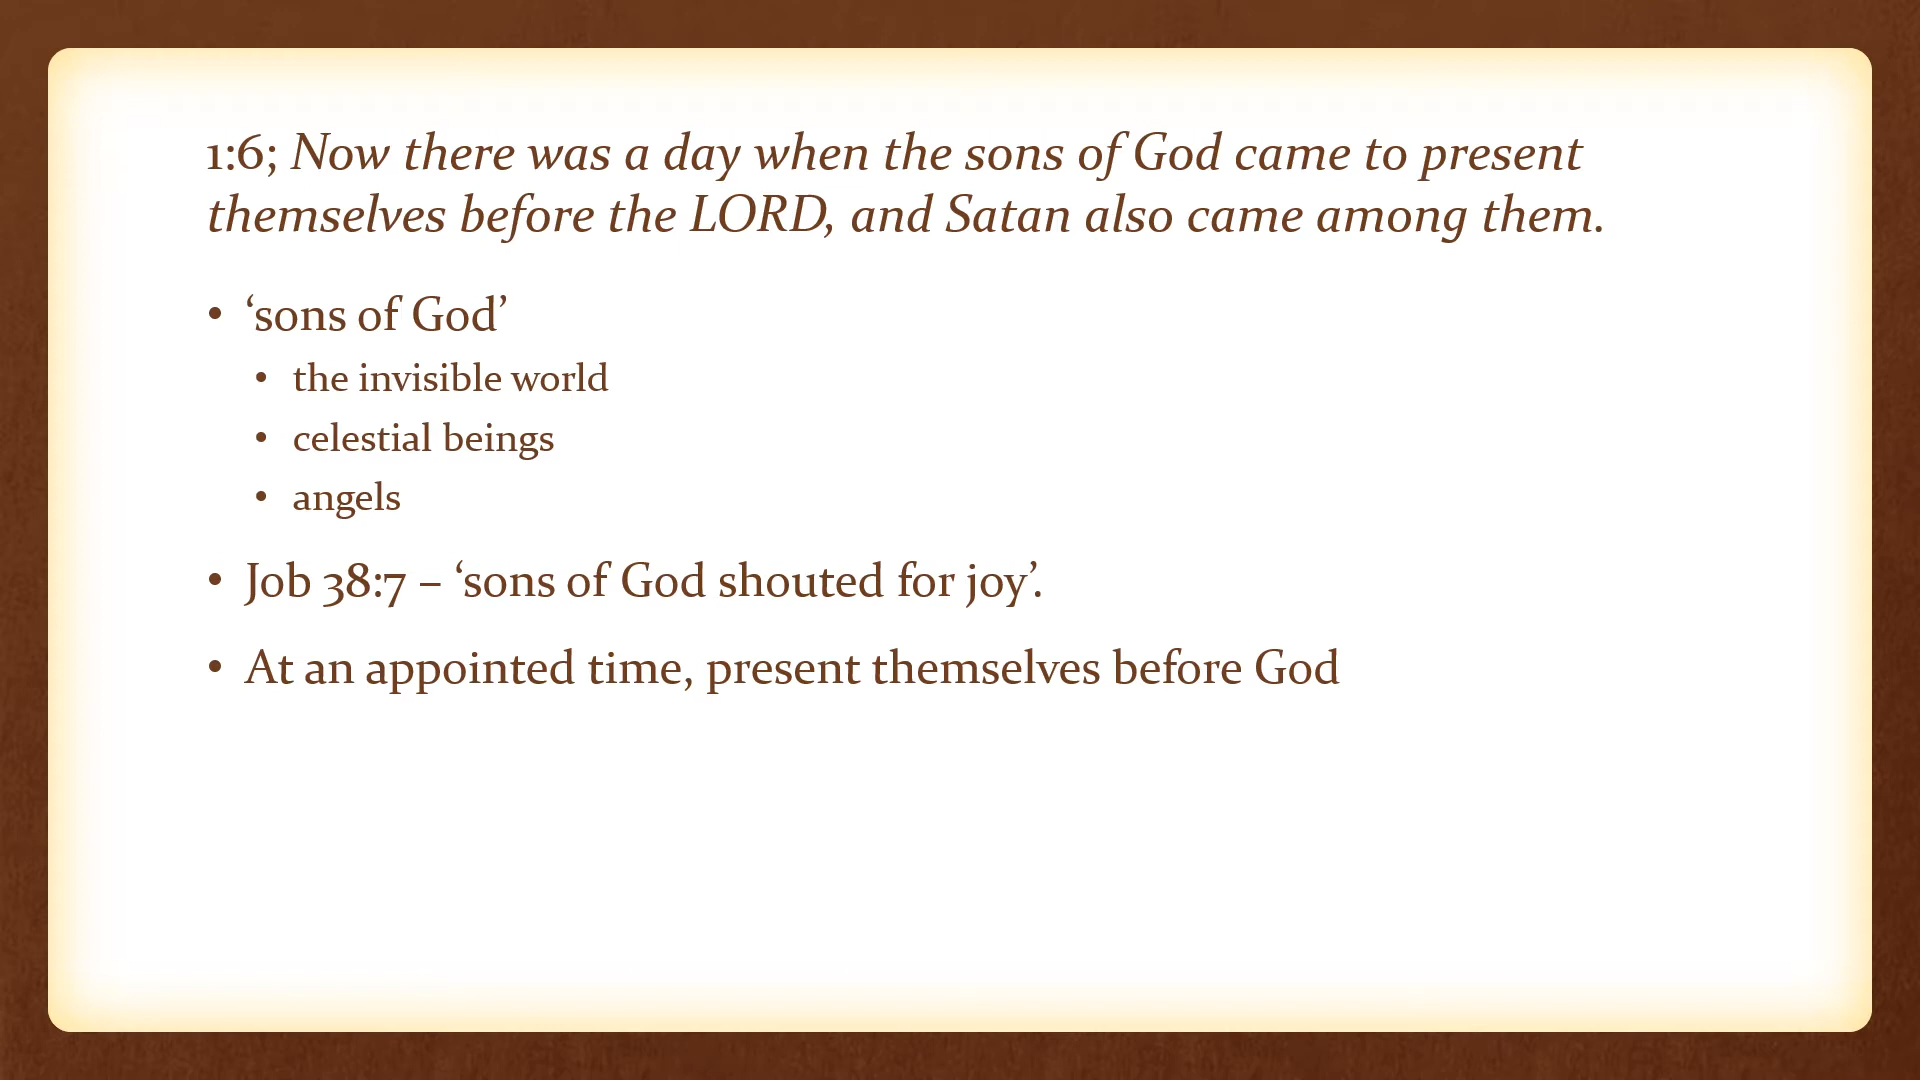 1:6; Now there was a day when the sons of God came to present
themselves before the LORD, and Satan also came among them.
• ‘sons of God’
• the invisible world
• celestial beings
• angels
• Job 38:7 – ‘sons of God shouted for joy’.
• At an appointed time, present themselves before God